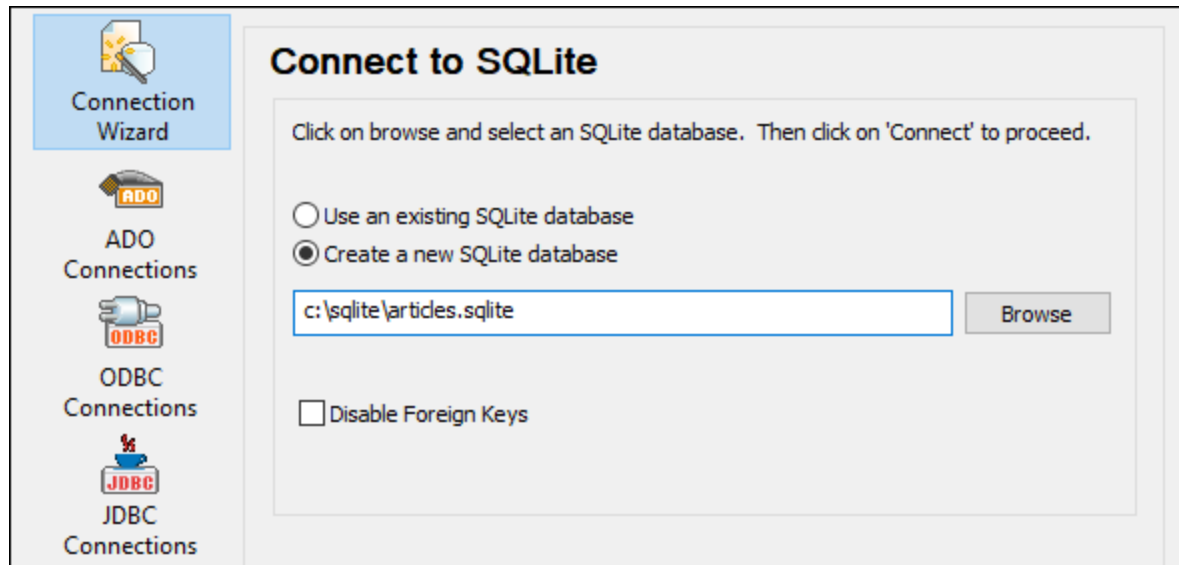 Connection
Wizard
ADO
ADO
Connections
ODBC
ODBC
Connections
JDBC
JDBC
Connections
Connect to SQLite
Click on browse and select an SQLite database.  Then click on 'Connect' to proceed.
Use an existing SQLite database
Create a new SQLite database
c:\sqlite\articles.sqlite
Browse
Disable Foreign Keys